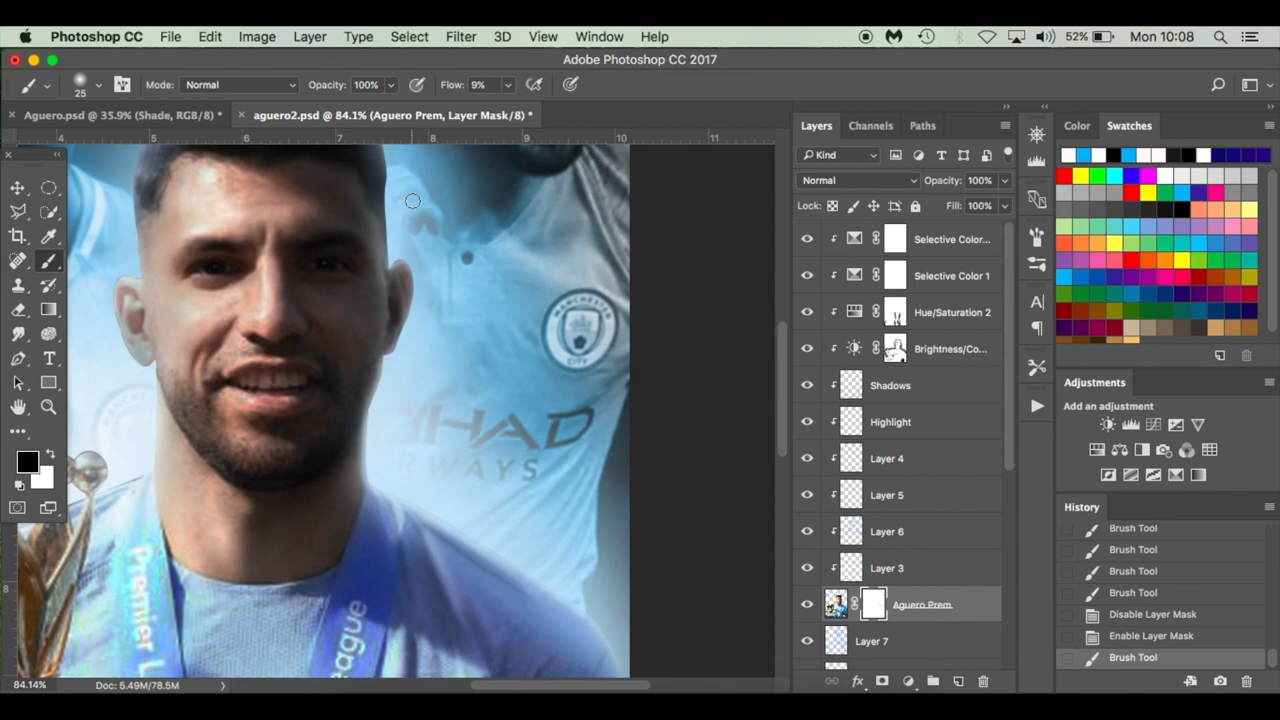 Photoshop CC File Edit Image Layer Type Select Filter 3D View Window Help 52% Mon 10:08
Adobe Photoshop CC 2017
25 Mode: Normal Opacity: 100% Flow: 9%
Aguero.psd @ 35.9% (Shade, RGB/8) * aguero2.psd @ 84.1% (Aguero Prem, Layer Mask/8) *
4 5 6 7 8 9 10 11
Layers Channels Paths
Kind
Normal Opacity: 100%
Lock: Fill: 100%
Selective Color...
Selective Color 1
Hue/Saturation 2
Brightness/Co...
Shadows
Highlight
Layer 4
Layer 5
Layer 6
Layer 3
Aguero Prem
Layer 7
Color Swatches
Adjustments
Add an adjustment
History
Brush Tool
Brush Tool
Brush Tool
Brush Tool
Disable Layer Mask
Enable Layer Mask
Brush Tool
MANCHESTER
CITY
HAD
RWAYS
Premier L
eague
8
84.14% Doc: 5.49M/78.5M